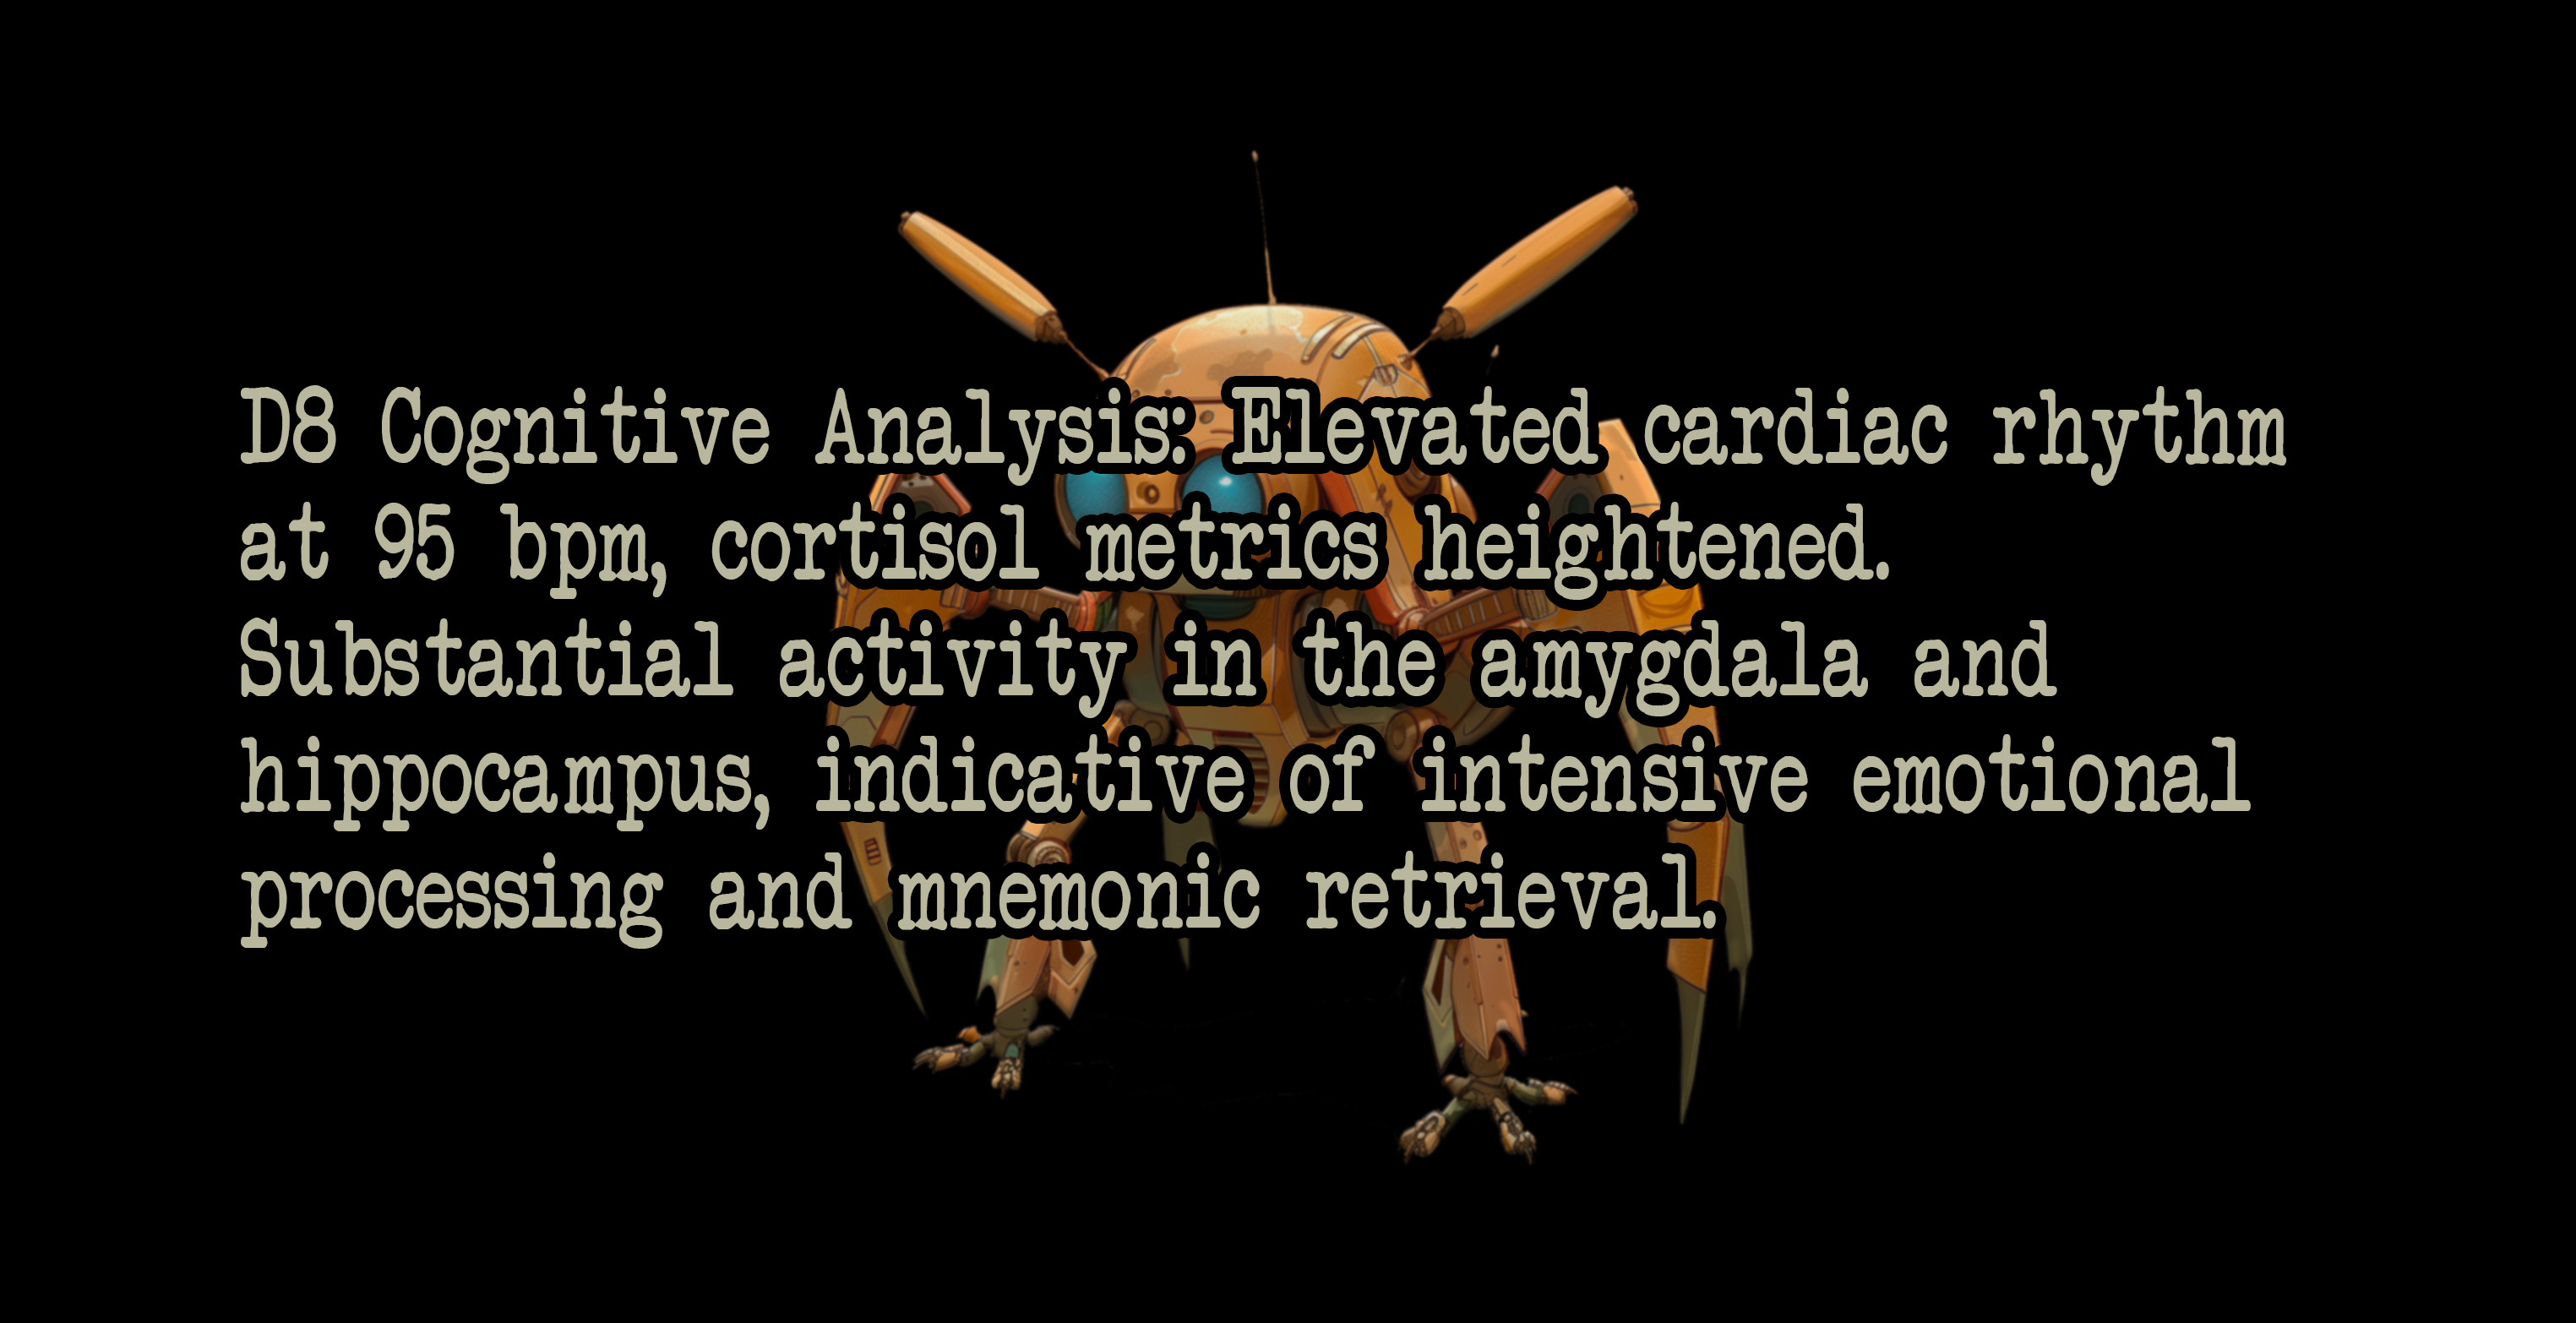 D8 Cognitive Analysis: Elevated cardiac rhythm
at 95 bpm, cortisol metrics heightened.
Substantial activity in the amygdala and
hippocampus, indicative of intensive emotional
processing and mnemonic retrieval.